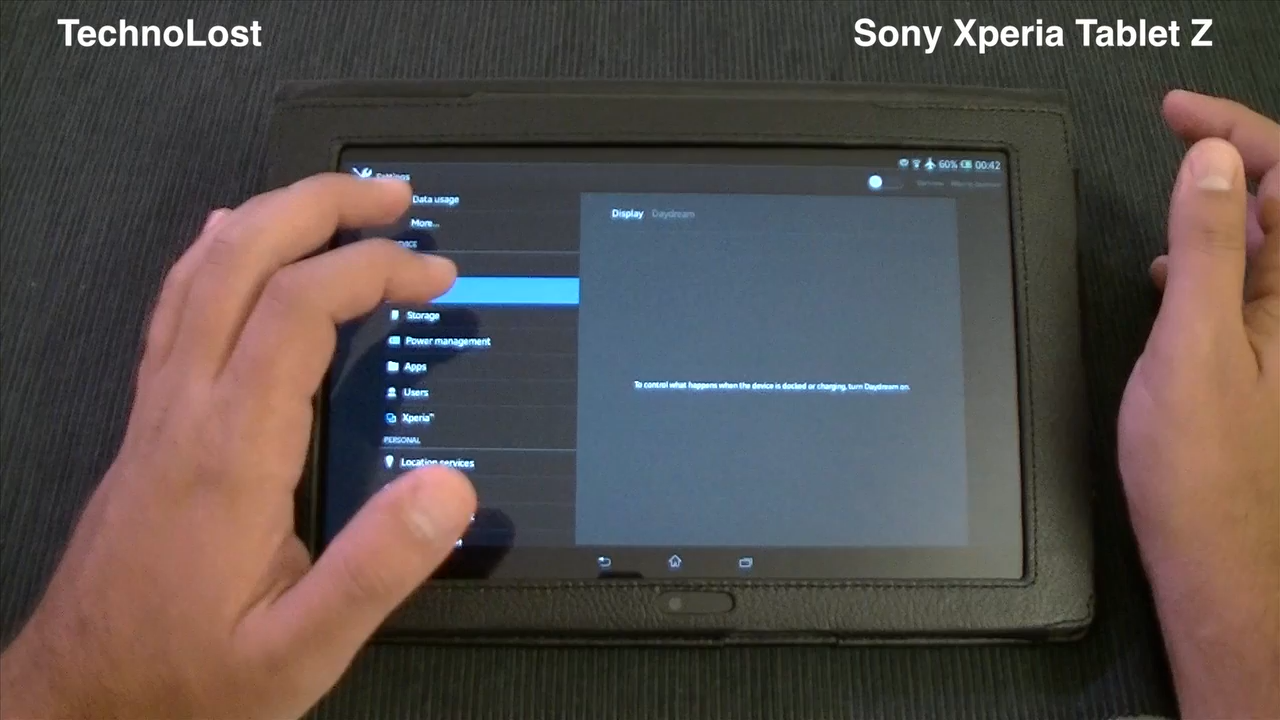 TechnoLost
Sony Xperia Tablet Z
60% 00:42
Settings
Data usage
More...
Display Daydream
Storage
Power management
To control what happens when the device is docked or charging, turn Daydream on.
Apps
Users
Xperia™
PERSONAL
Location services